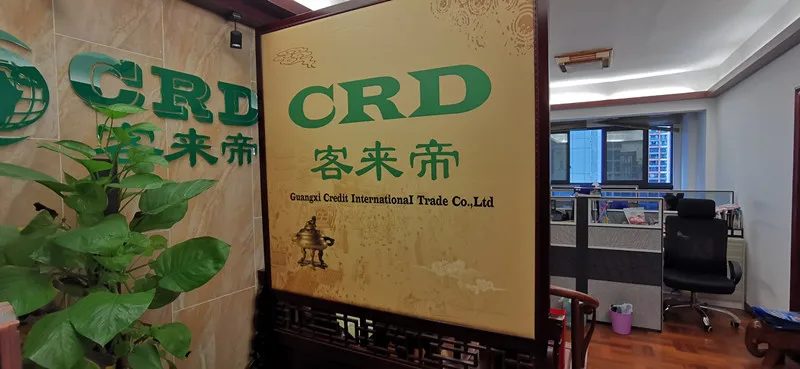 CRD
客来帝
CRD
客来帝
Guangxi Credit International Trade Co.,Ltd